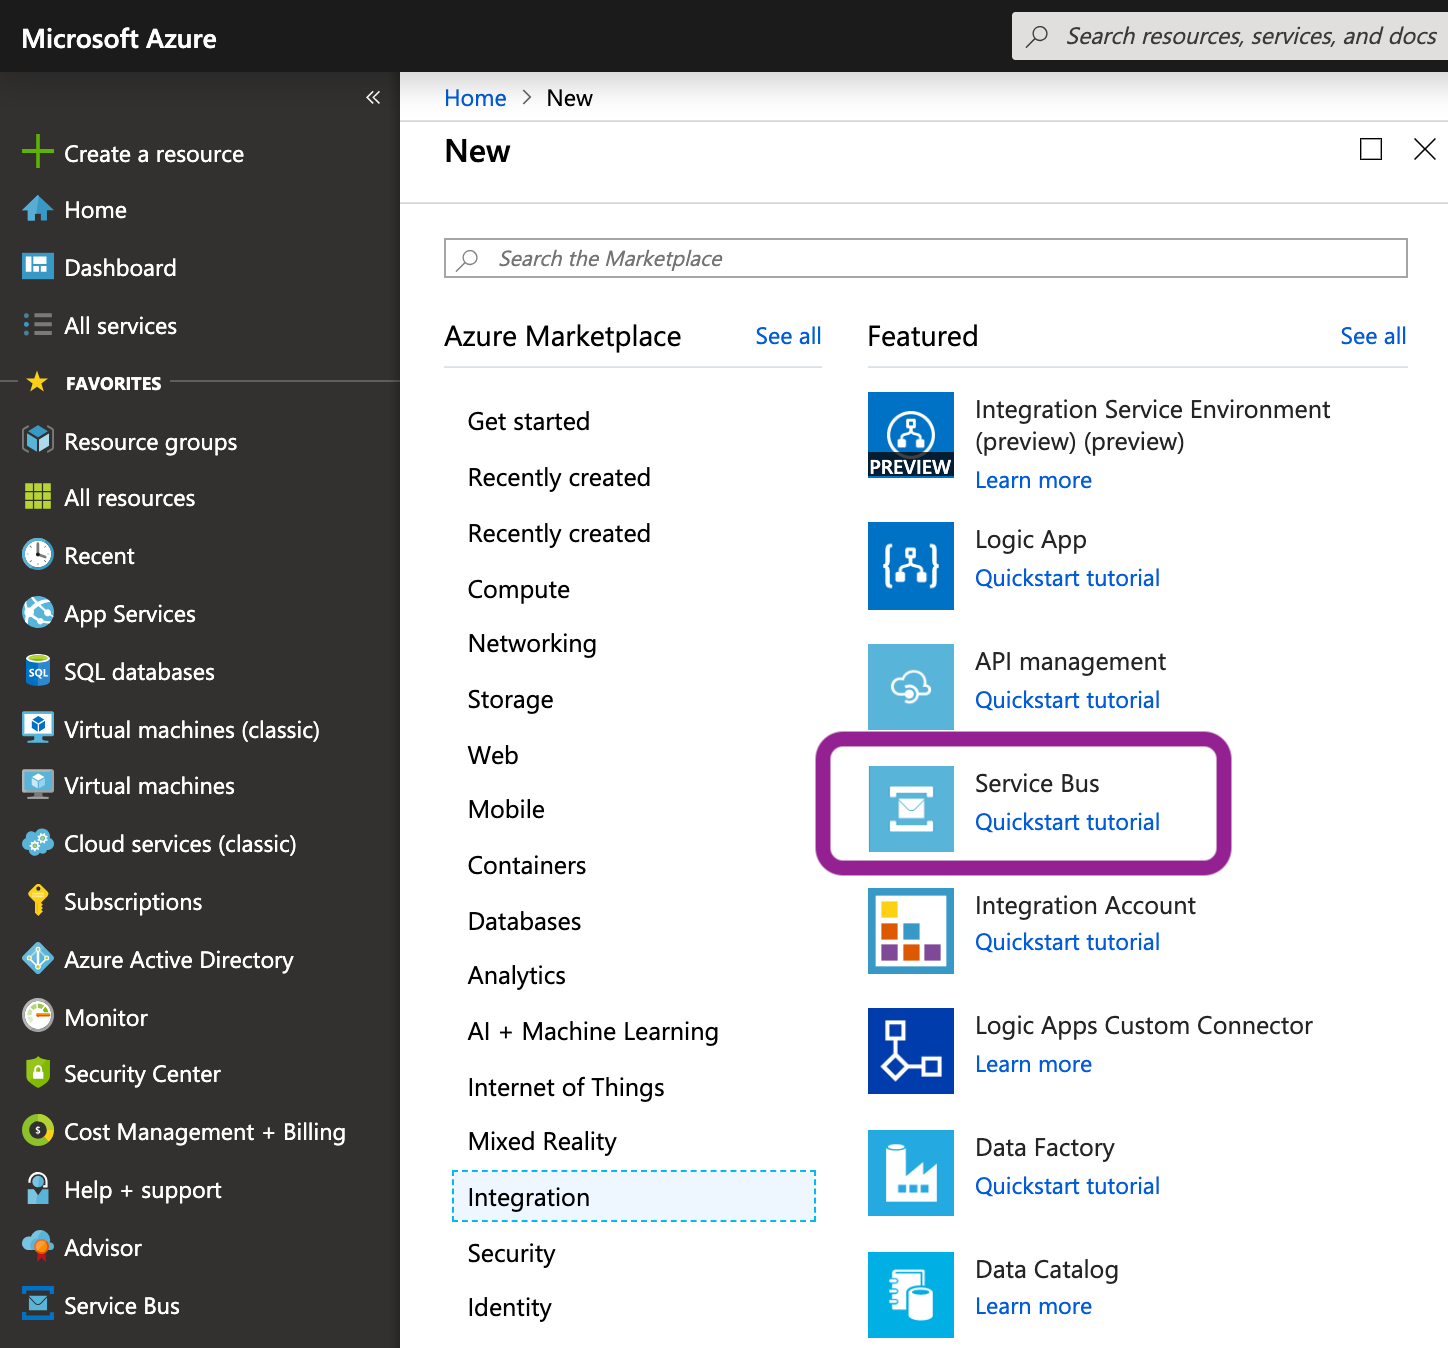 Microsoft Azure
Search resources, services, and docs
«
Home > New
New
Create a resource
Home
Dashboard
All services
FAVORITES
Resource groups
All resources
Recent
App Services
SQL
SQL databases
Virtual machines (classic)
Virtual machines
Cloud services (classic)
Subscriptions
Azure Active Directory
Monitor
Security Center
$
Cost Management + Billing
Help + support
Advisor
Service Bus
Search the Marketplace
Azure Marketplace
See all
Get started
Recently created
Recently created
Compute
Networking
Storage
Web
Mobile
Containers
Databases
Analytics
AI + Machine Learning
Internet of Things
Mixed Reality
Integration
Security
Identity
Featured
See all
PREVIEW
Integration Service Environment
(preview) (preview)
Learn more
Logic App
Quickstart tutorial
API management
Quickstart tutorial
Service Bus
Quickstart tutorial
Integration Account
Quickstart tutorial
Logic Apps Custom Connector
Learn more
Data Factory
Quickstart tutorial
Data Catalog
Learn more